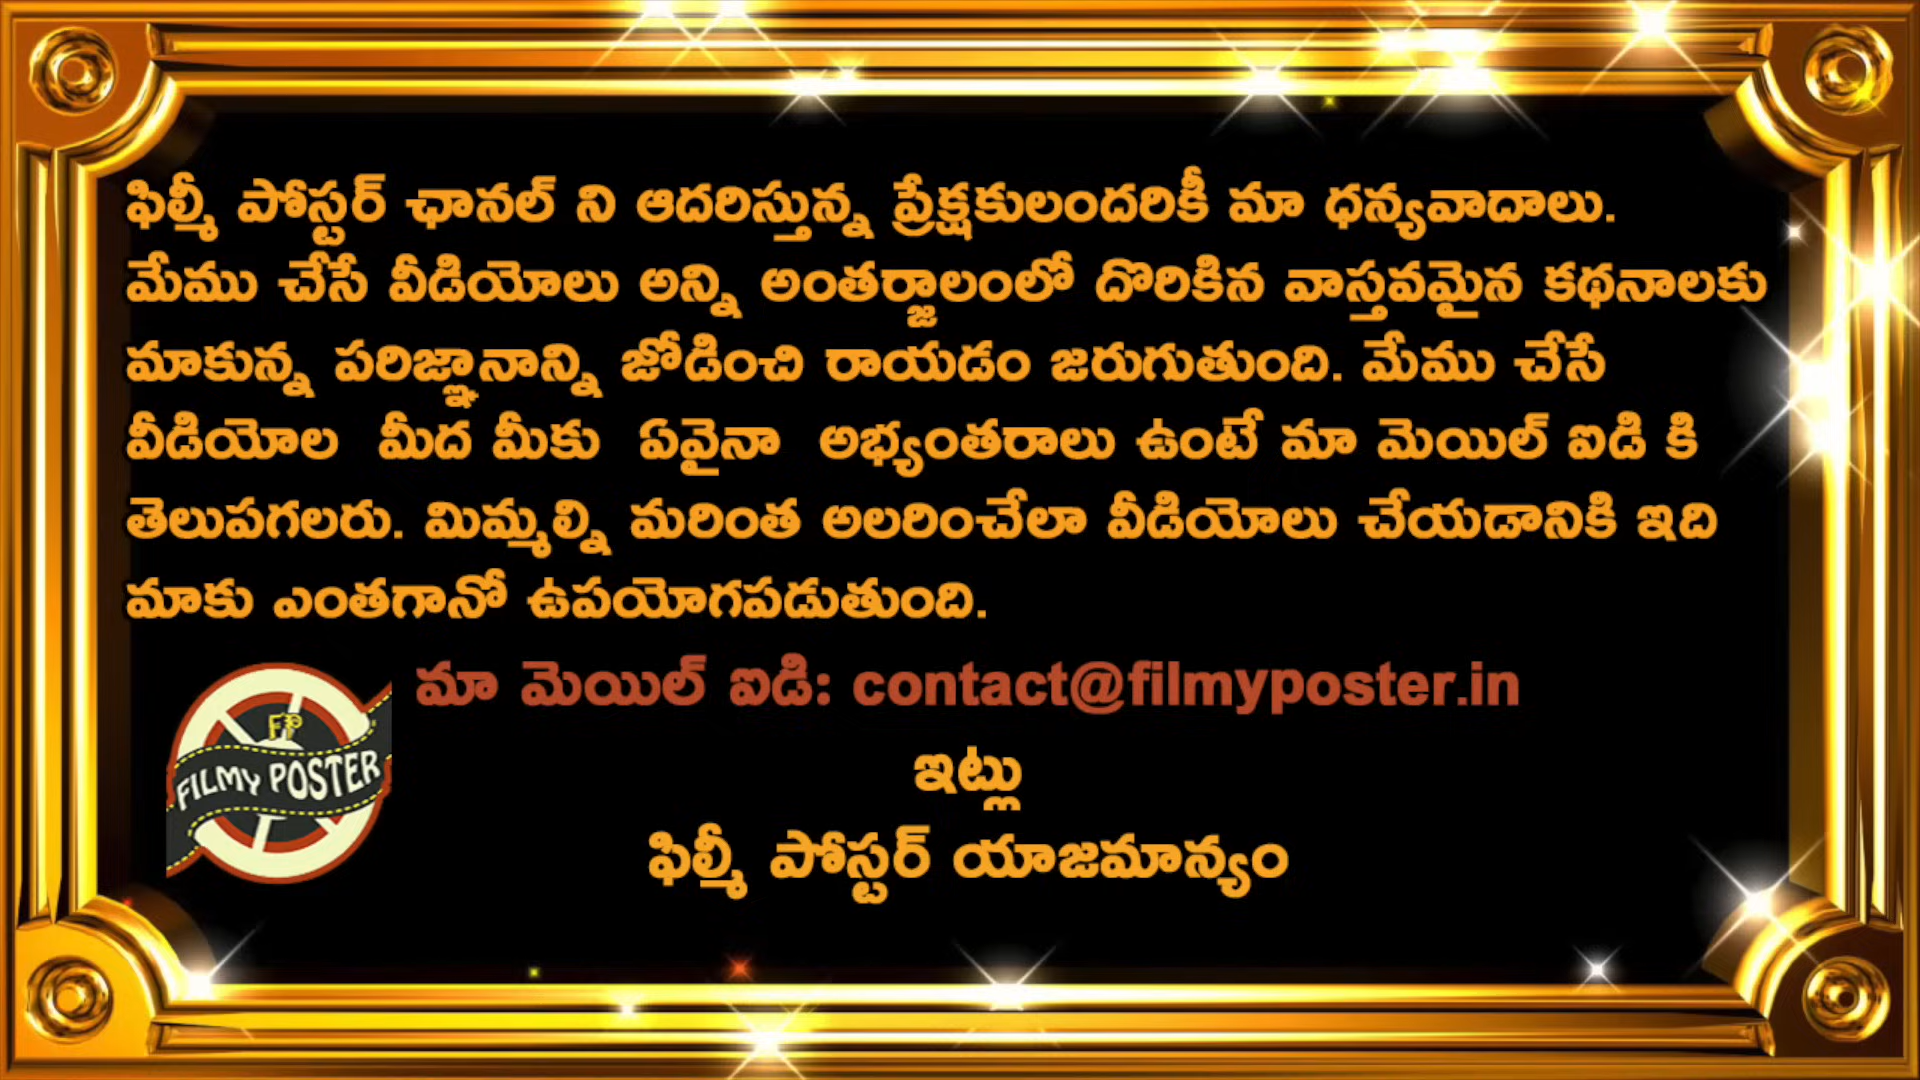 ఫిల్మీ పోస్టర్ ఛానల్ ని ఆదరిస్తున్న ప్రేక్షకులందరికీ మా ధన్యవాదాలు.
మేము చేసే వీడియోలు అన్ని అంతర్జాలంలో దొరికిన వాస్తవమైన కథనాలకు
మాకున్న పరిజ్ఞానాన్ని జోడించి రాయడం జరుగుతుంది. మేము చేసే
వీడియోల మీద మీకు ఏవైనా అభ్యంతరాలు ఉంటే మా మెయిల్ ఐడి కి
తెలుపగలరు. మిమ్మల్ని మరింత అలరించేలా వీడియోలు చేయడానికి ఇది
మాకు ఎంతగానో ఉపయోగపడుతుంది.
మా మెయిల్ ఐడి: contact@filmyposter.in
FP
FILMY POSTER
ఇట్లు
ఫిల్మీ పోస్టర్ యాజమాన్యం